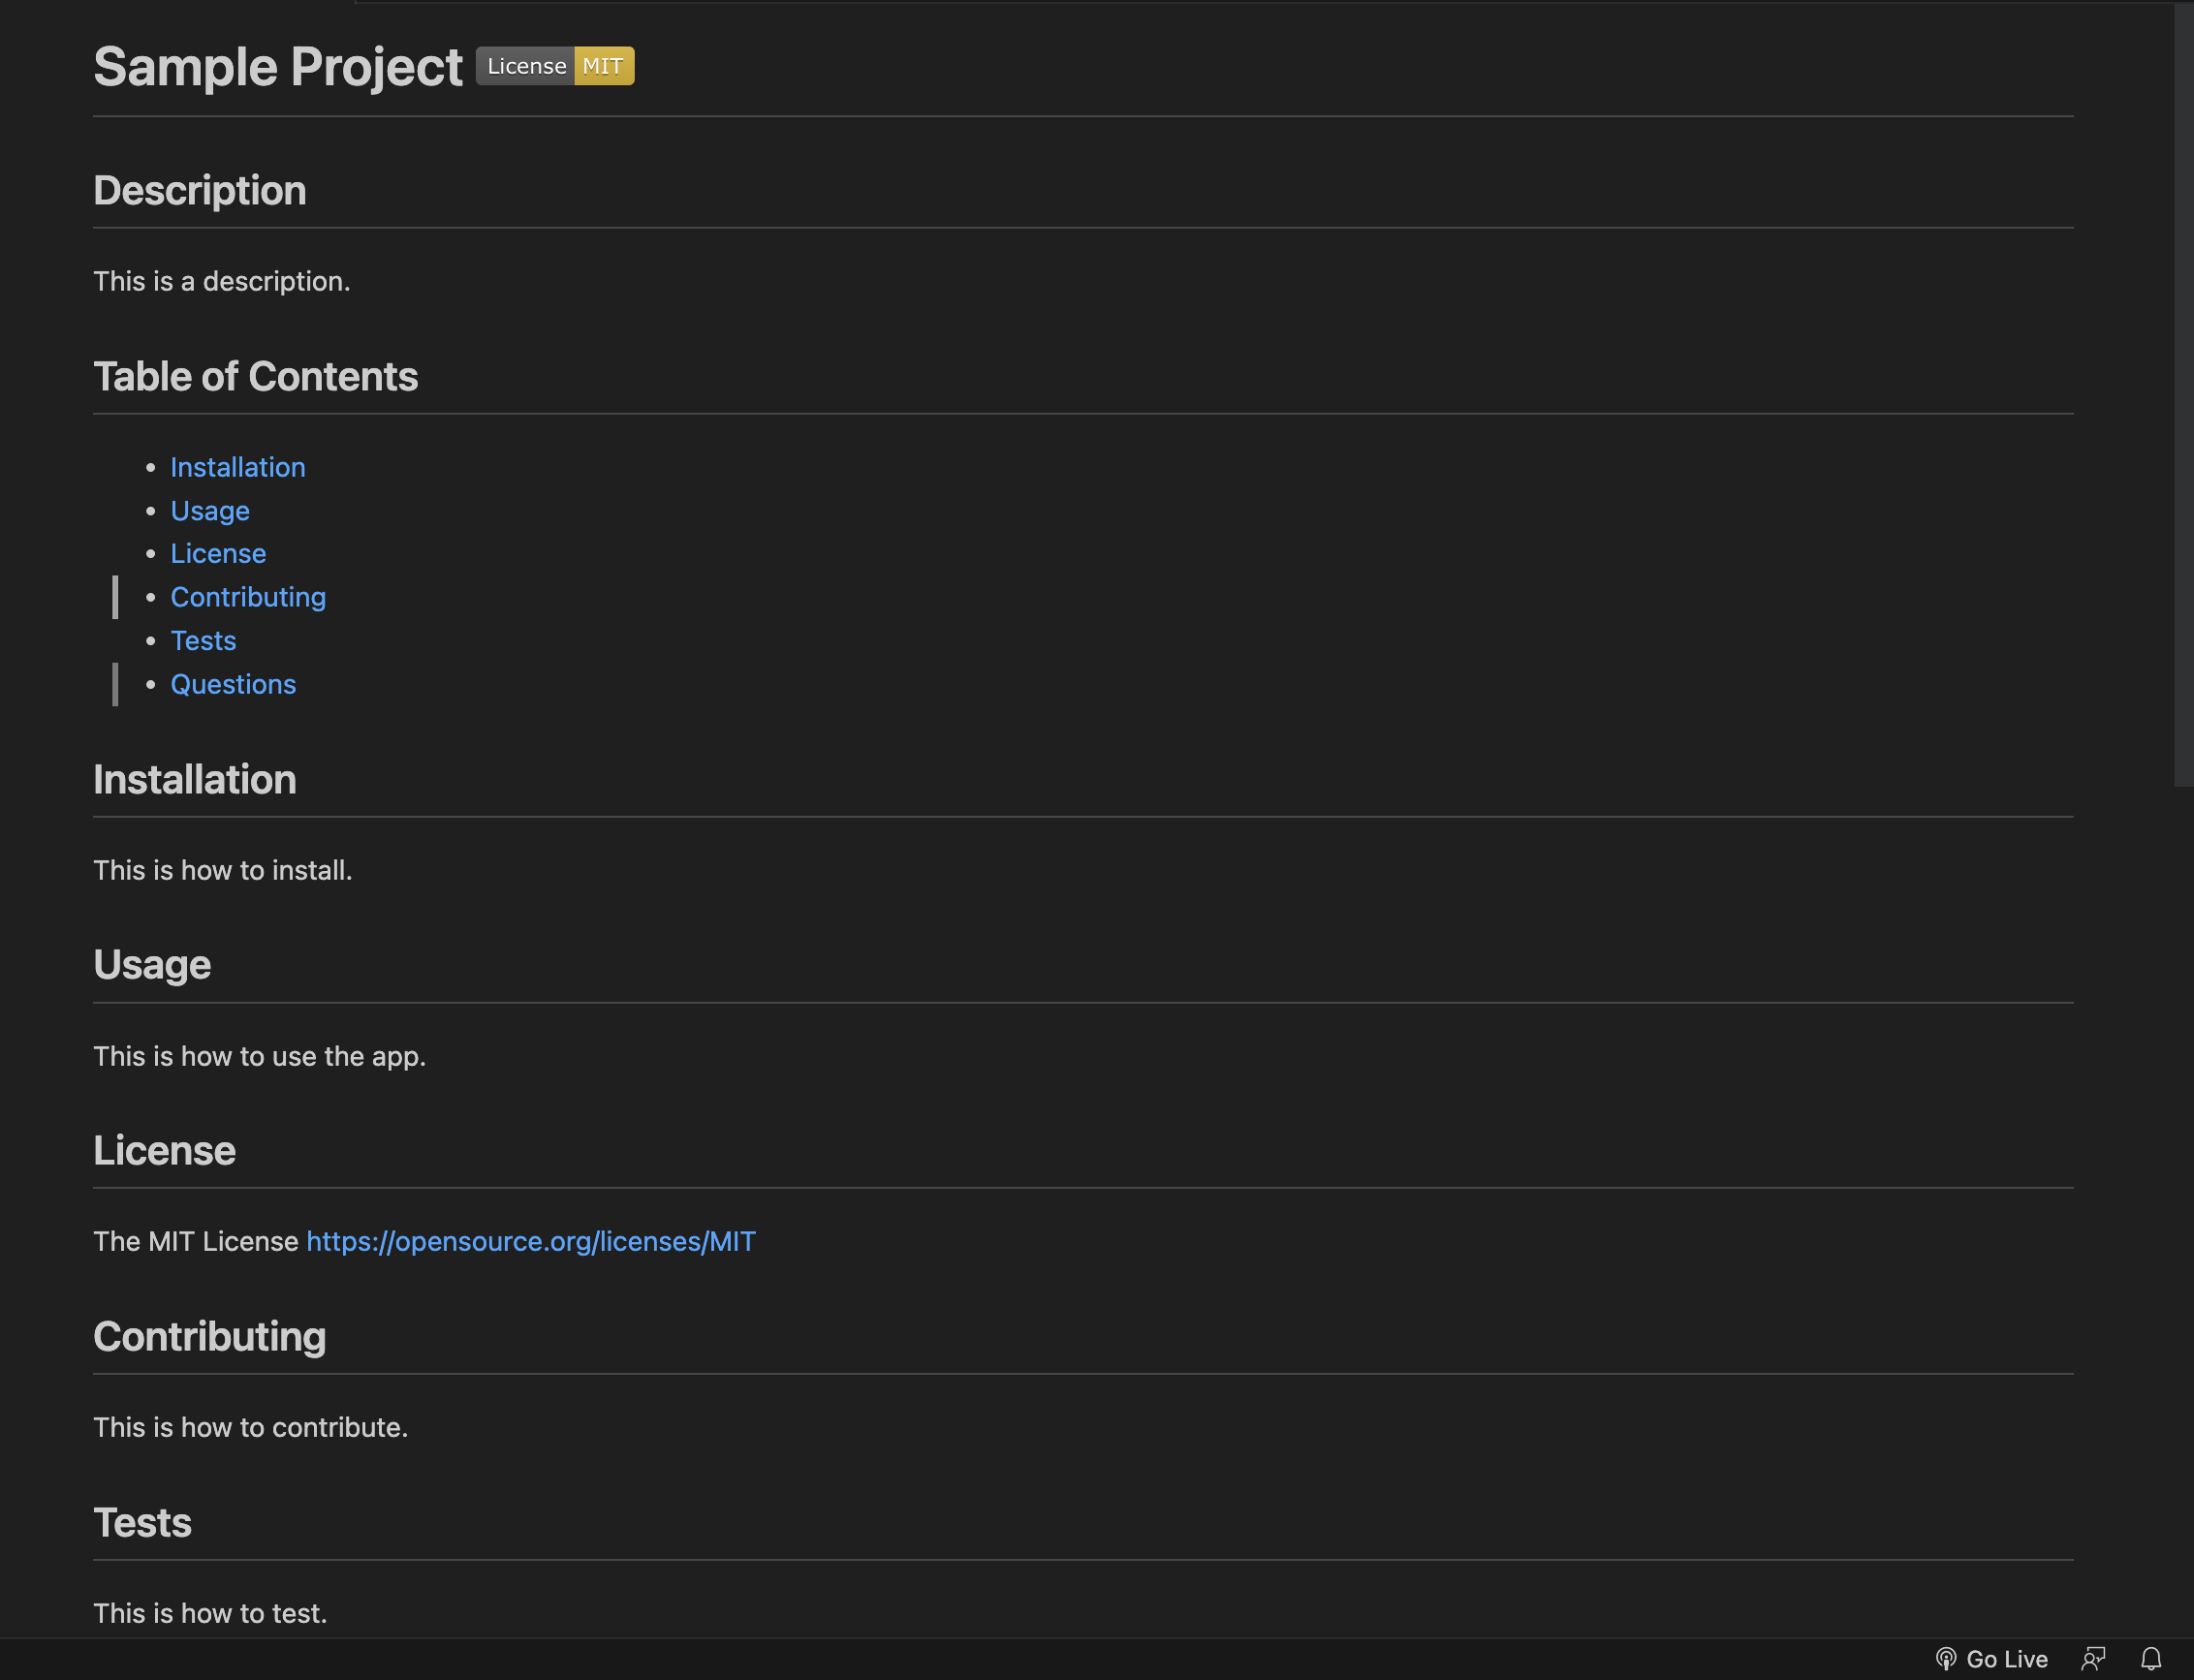 Sample Project License MIT
Description
This is a description.
Table of Contents
Installation
Usage
License
Contributing
Tests
Questions
Installation
This is how to install.
Usage
This is how to use the app.
License
The MIT License https://opensource.org/licenses/MIT
Contributing
This is how to contribute.
Tests
This is how to test.
Go Live